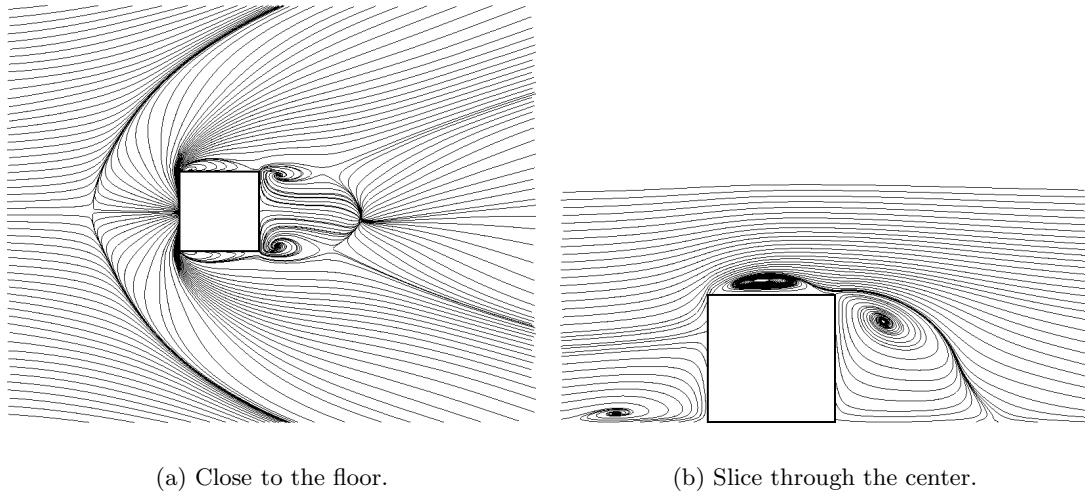 (a) Close to the floor.
(b) Slice through the center.